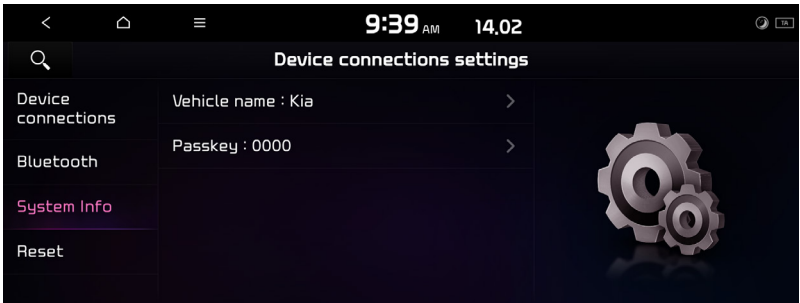 9:39 AM 14.02
TA
Device connections settings
Device
connections
Bluetooth
System Info
Reset
Vehicle name : Kia
Passkey : 0000